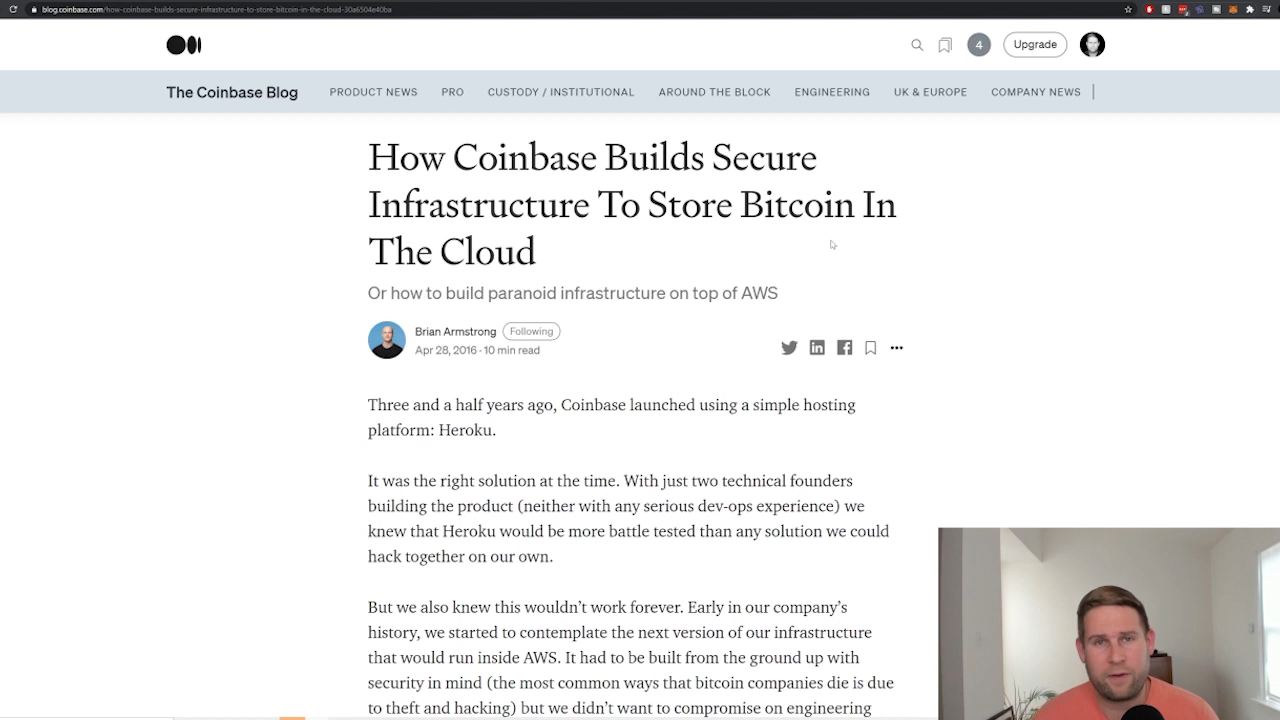 blog.coinbase.com/how-coinbase-builds-secure-infrastructure-to-store-bitcoin-in-the-cloud-30a6504e40ba
4
Upgrade
The Coinbase Blog
PRODUCT NEWS
PRO
CUSTODY / INSTITUTIONAL
AROUND THE BLOCK
ENGINEERING
UK & EUROPE
COMPANY NEWS
How Coinbase Builds Secure
Infrastructure To Store Bitcoin In
The Cloud
Or how to build paranoid infrastructure on top of AWS
Brian Armstrong Following
Apr 28, 2016 · 10 min read
Three and a half years ago, Coinbase launched using a simple hosting
platform: Heroku.
It was the right solution at the time. With just two technical founders
building the product (neither with any serious dev-ops experience) we
knew that Heroku would be more battle tested than any solution we could
hack together on our own.
But we also knew this wouldn’t work forever. Early in our company’s
history, we started to contemplate the next version of our infrastructure
that would run inside AWS. It had to be built from the ground up with
security in mind (the most common ways that bitcoin companies die is due
to theft and hacking) but we didn’t want to compromise on engineering